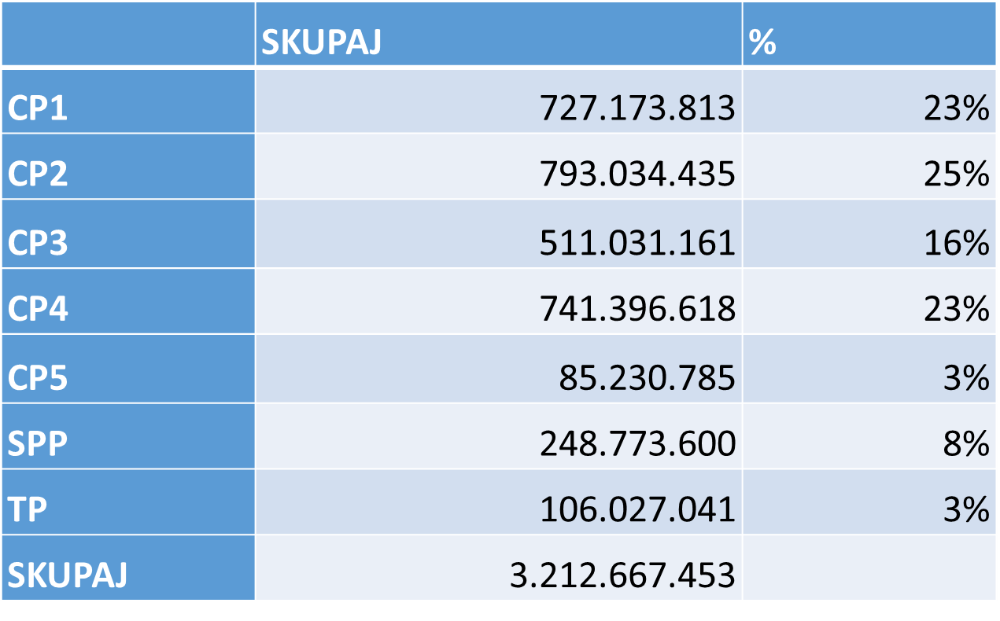 SKUPAJ %
CP1 727.173.813 23%
CP2 793.034.435 25%
CP3 511.031.161 16%
CP4 741.396.618 23%
CP5 85.230.785 3%
SPP 248.773.600 8%
TP 106.027.041 3%
SKUPAJ 3.212.667.453